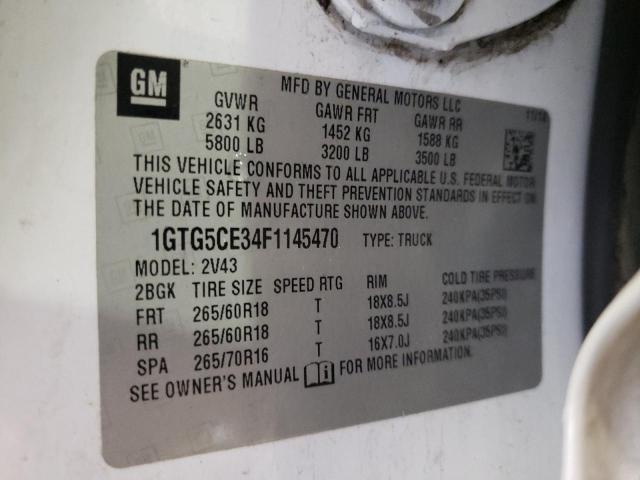 GM
MFD BY GENERAL MOTORS LLC
GVWR GAWR FRT GAWR RR
2631 KG 1452 KG 1588 KG
5800 LB 3200 LB 3500 LB
THIS VEHICLE CONFORMS TO ALL APPLICABLE U.S. FEDERAL MOTOR
VEHICLE SAFETY AND THEFT PREVENTION STANDARDS IN EFFECT ON
THE DATE OF MANUFACTURE SHOWN ABOVE.
1GTG5CE34F1145470 TYPE: TRUCK
MODEL: 2V43
2BGK TIRE SIZE SPEED RTG RIM COLD TIRE PRESSURE
FRT 265/60R18 T 18X8.5J 240KPA(35PSI)
RR 265/60R18 T 18X8.5J 240KPA(35PSI)
SPA 265/70R16 T 16X7.0J 240KPA(35PSI)
SEE OWNER'S MANUAL FOR MORE INFORMATION.